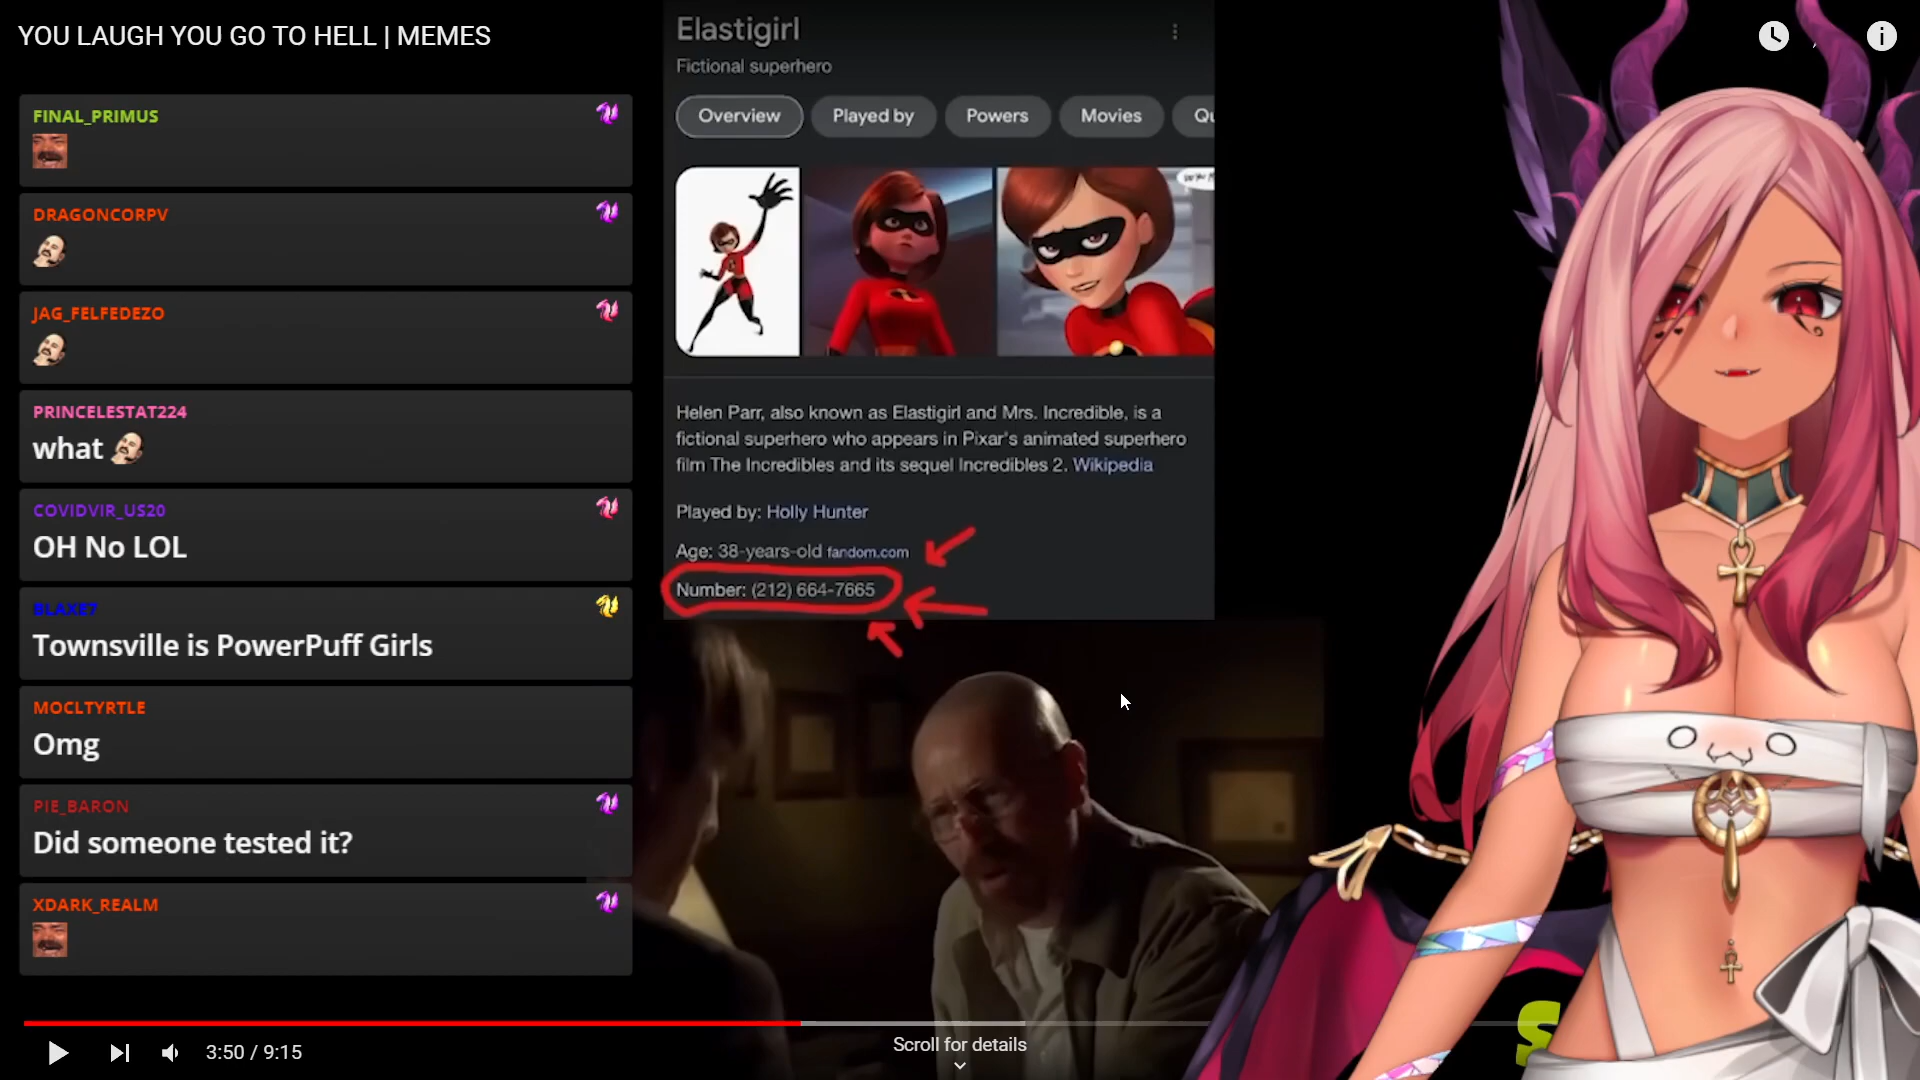 YOU LAUGH YOU GO TO HELL | MEMES
FINAL_PRIMUS
DRAGONCORPV
JAG_FELFEDEZO
PRINCELESTAT224
what
COVIDVIR_US20
OH No LOL
BLAXE7
Townsville is PowerPuff Girls
MOCLTYRTLE
Omg
PIE_BARON
Did someone tested it?
XDARK_REALM
Elastigirl
Fictional superhero
Overview
Played by
Powers
Movies
Qu
Helen Parr, also known as Elastigirl and Mrs. Incredible, is a
fictional superhero who appears in Pixar's animated superhero
film The Incredibles and its sequel Incredibles 2. Wikipedia
Played by: Holly Hunter
Age: 38-years-old fandom.com
Number: (212) 664-7665
S
3:50 / 9:15
Scroll for details